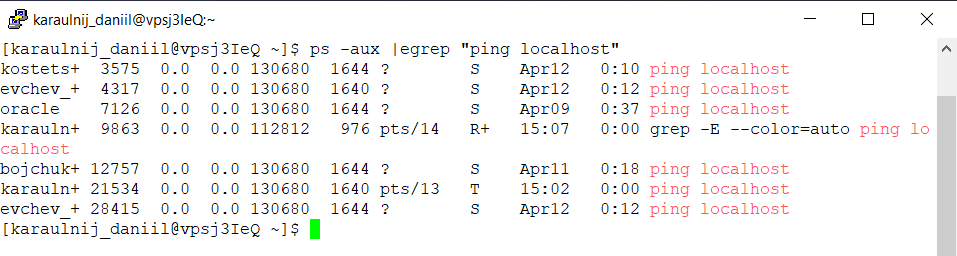 karaulnij_daniil@vpsj3IeQ:~
[karaulnij_daniil@vpsj3IeQ ~]$ ps -aux |egrep "ping localhost"
kostets+  3575  0.0  0.0 130680  1644 ?        S    Apr12   0:10 ping localhost
evchev_+  4317  0.0  0.0 130680  1640 ?        S    Apr12   0:12 ping localhost
oracle    7126  0.0  0.0 130680  1644 ?        S    Apr09   0:37 ping localhost
karauln+  9863  0.0  0.0 112812   976 pts/14   R+   15:07   0:00 grep -E --color=auto ping lo
calhost
bojchuk+ 12757  0.0  0.0 130680  1644 ?        S    Apr11   0:18 ping localhost
karauln+ 21534  0.0  0.0 130680  1640 pts/13   T    15:02   0:00 ping localhost
evchev_+ 28415  0.0  0.0 130680  1644 ?        S    Apr12   0:12 ping localhost
[karaulnij_daniil@vpsj3IeQ ~]$